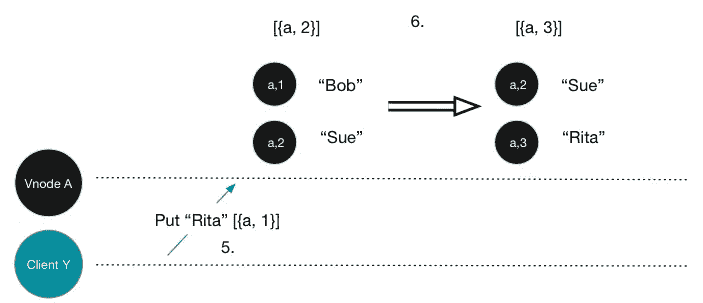 [{a, 2}]
6.
[{a, 3}]
a,1
“Bob”
a,2
“Sue”
a,2
“Sue”
a,3
“Rita”
Vnode A
Put “Rita” [{a, 1}]
5.
Client Y